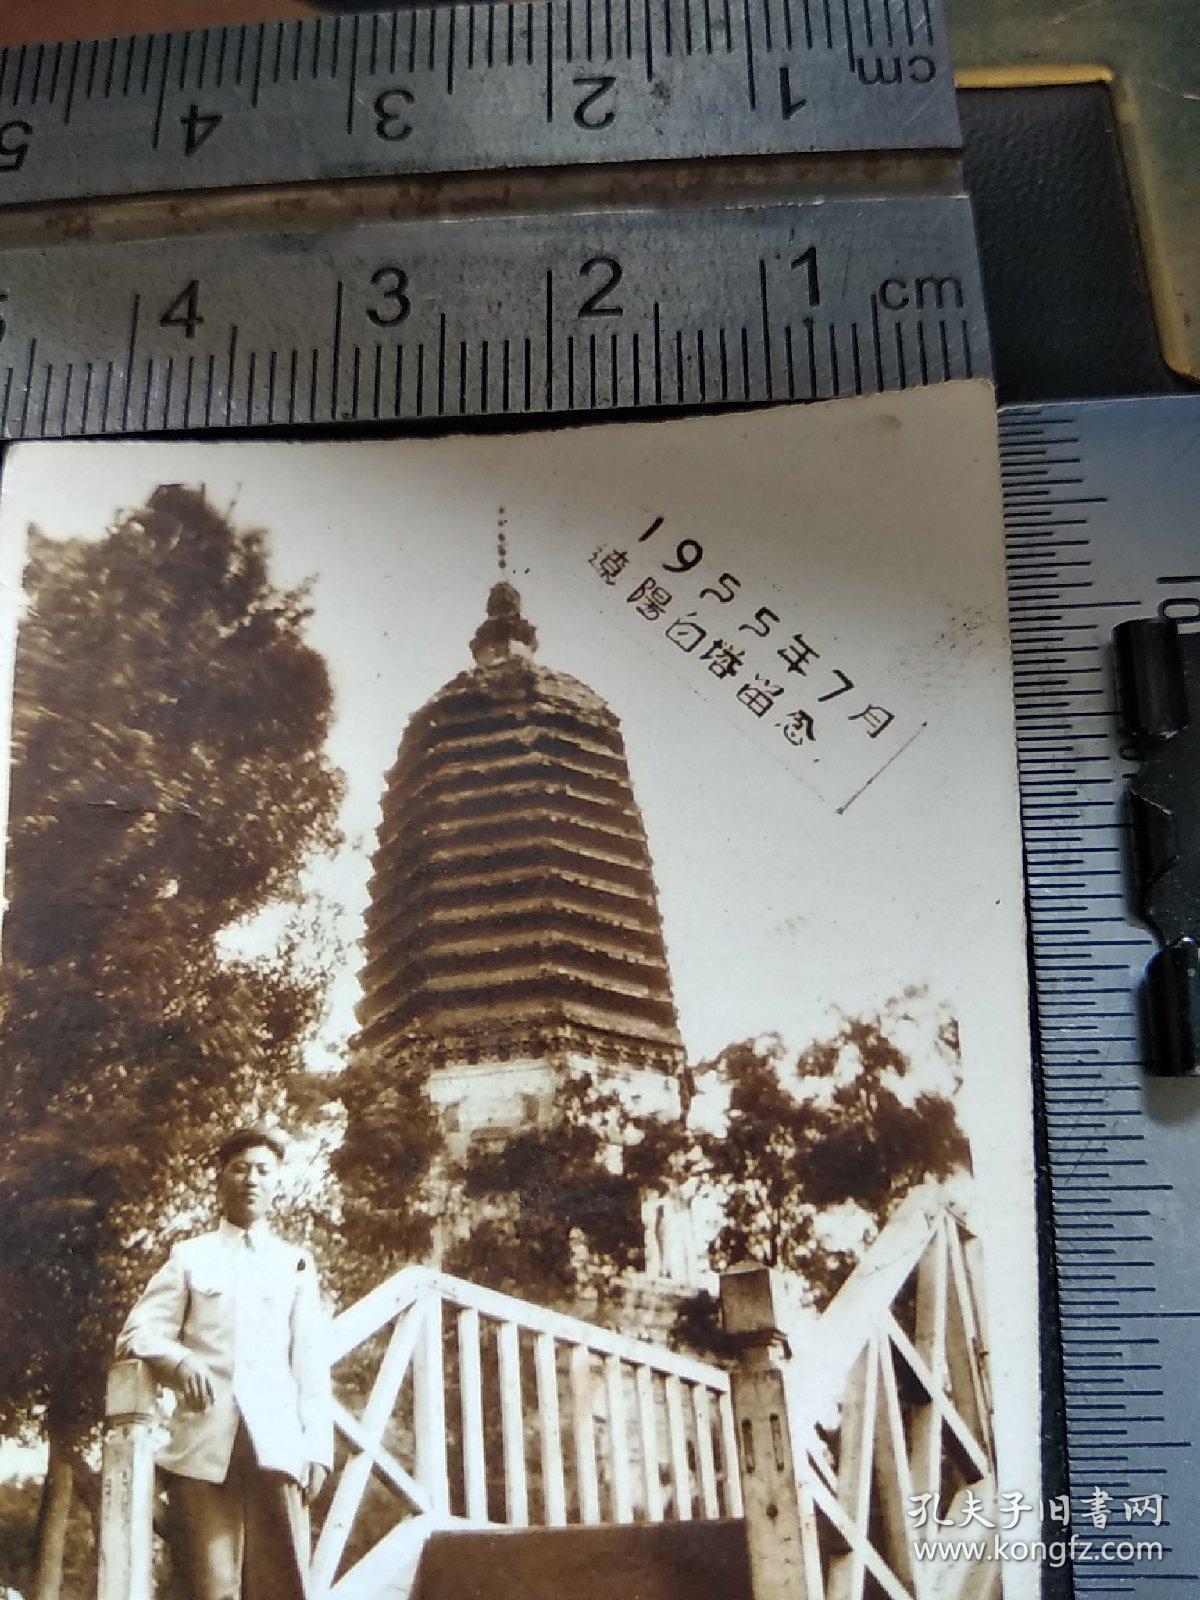 5 4 3 2 1 cm
4 3 2 1 cm
1955年7月
遼陽白塔留念
孔夫子旧書网
www.kongfz.com